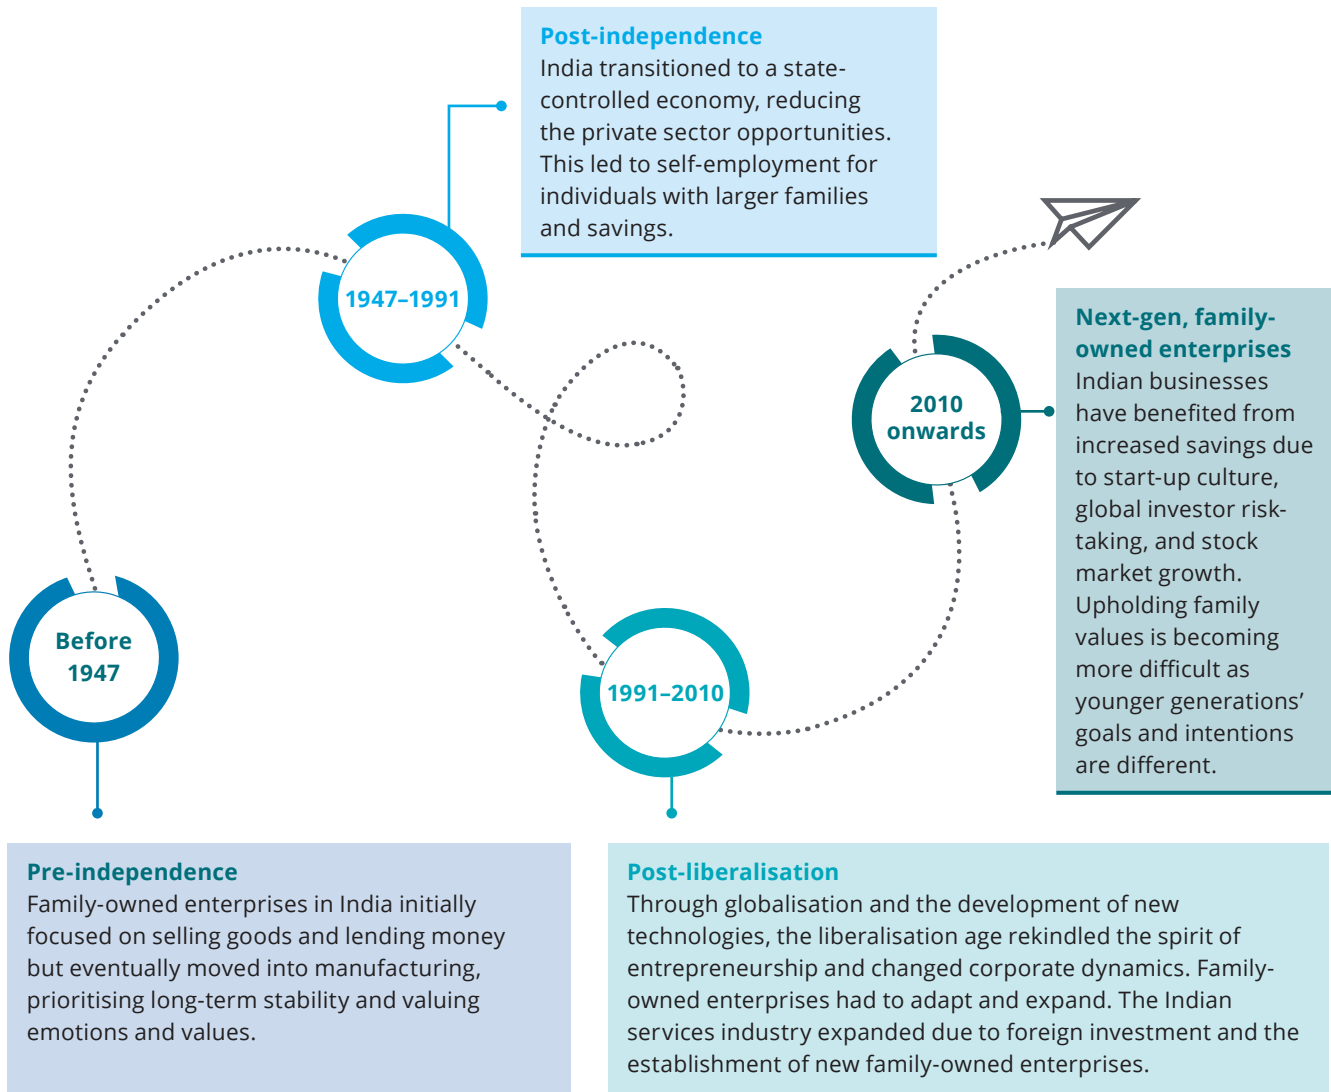 Post-independence
India transitioned to a state-
controlled economy, reducing
the private sector opportunities.
This led to self-employment for
individuals with larger families
and savings.
1947–1991
Next-gen, family-
owned enterprises
Indian businesses
have benefited from
increased savings due
to start-up culture,
global investor risk-
taking, and stock
market growth.
Upholding family
values is becoming
more difficult as
younger generations’
goals and intentions
are different.
2010
onwards
Before
1947
1991–2010
Pre-independence
Family-owned enterprises in India initially
focused on selling goods and lending money
but eventually moved into manufacturing,
prioritising long-term stability and valuing
emotions and values.
Post-liberalisation
Through globalisation and the development of new
technologies, the liberalisation age rekindled the spirit of
entrepreneurship and changed corporate dynamics. Family-
owned enterprises had to adapt and expand. The Indian
services industry expanded due to foreign investment and the
establishment of new family-owned enterprises.